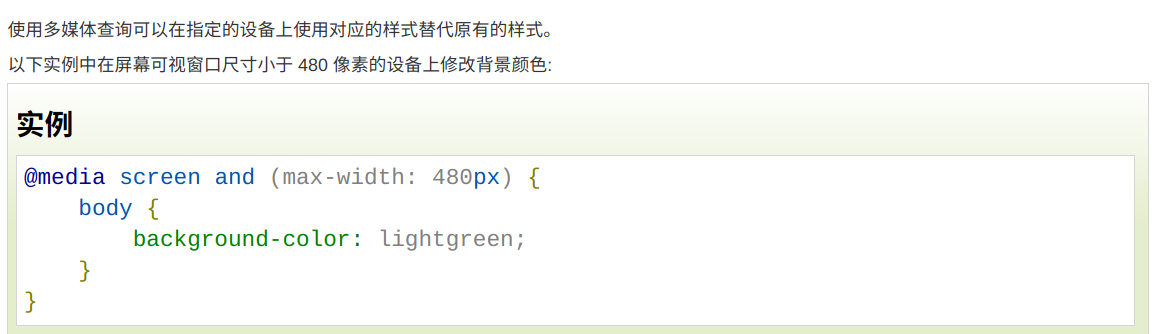 使用多媒体查询可以在指定的设备上使用对应的样式替代原有的样式。
以下实例中在屏幕可视窗口尺寸小于 480 像素的设备上修改背景颜色:
实例
@media screen and (max-width: 480px) {
    body {
        background-color: lightgreen;
    }
}